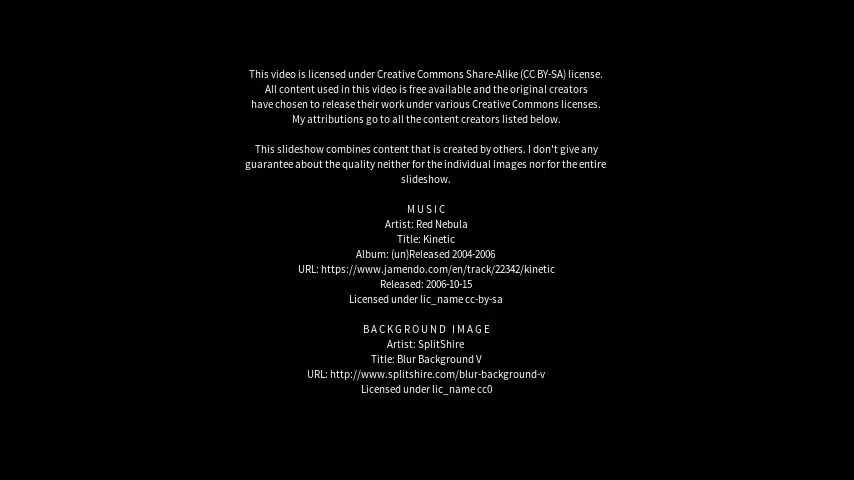 This video is licensed under Creative Commons Share-Alike (CC BY-SA) license.
All content used in this video is free available and the original creators
have chosen to release their work under various Creative Commons licenses.
My attributions go to all the content creators listed below.
This slideshow combines content that is created by others. I don't give any
guarantee about the quality neither for the individual images nor for the entire
slideshow.
MUSIC
Artist: Red Nebula
Title: Kinetic
Album: (un)Released 2004-2006
URL: https://www.jamendo.com/en/track/22342/kinetic
Released: 2006-10-15
Licensed under lic_name cc-by-sa
BACKGROUND IMAGE
Artist: SplitShire
Title: Blur Background V
URL: http://www.splitshire.com/blur-background-v
Licensed under lic_name cc0